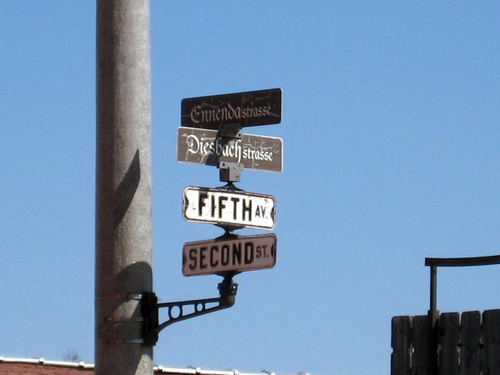 Ennendastrasse
Diesbachstrasse
FIFTH AV.
SECOND ST.